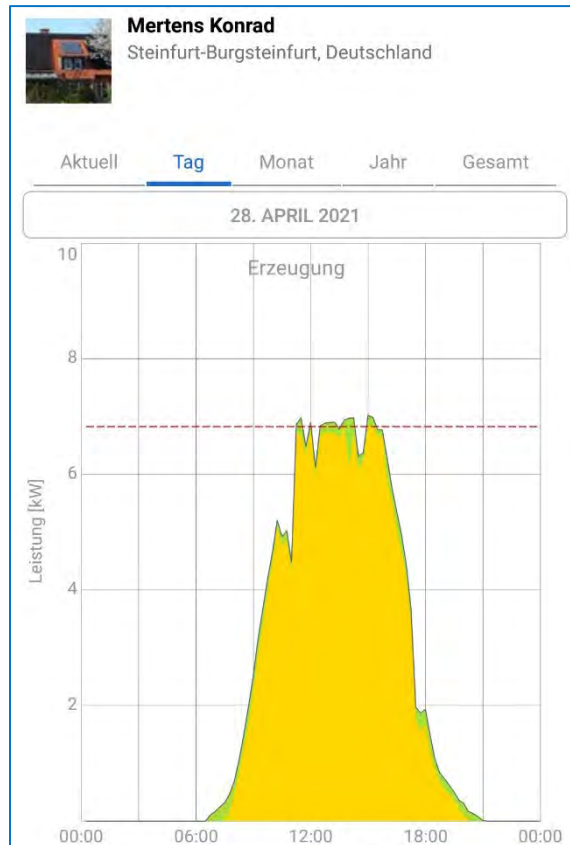 Mertens Konrad
Steinfurt-Burgsteinfurt, Deutschland
Aktuell Tag Monat Jahr Gesamt
28. APRIL 2021
Erzeugung
10
8
6
4
2
Leistung [kW]
00:00 06:00 12:00 18:00 00:00